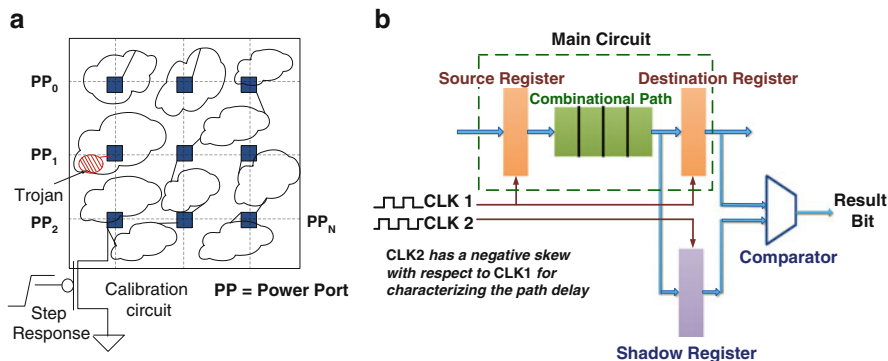 a
PP0
PP1
Trojan
PP2
PPN
Step
Response
Calibration
circuit
PP = Power Port
b
Main Circuit
Source Register
Destination Register
Combinational Path
CLK 1
CLK 2
CLK2 has a negative skew
with respect to CLK1 for
characterizing the path delay
Result
Bit
Comparator
Shadow Register